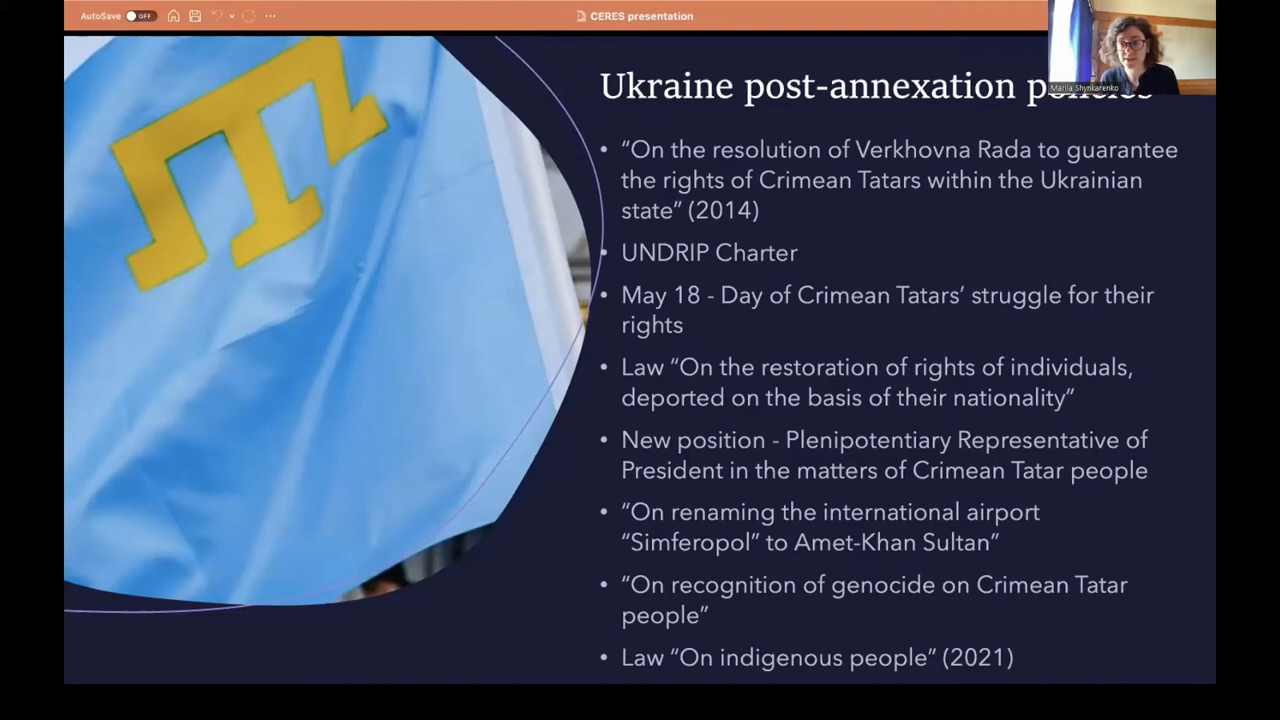 AutoSave OFF
CERES presentation
Mariia Shynkarenko
Ukraine post-annexation policies
• “On the resolution of Verkhovna Rada to guarantee
the rights of Crimean Tatars within the Ukrainian
state” (2014)
• UNDRIP Charter
• May 18 - Day of Crimean Tatars’ struggle for their
rights
• Law “On the restoration of rights of individuals,
deported on the basis of their nationality”
• New position - Plenipotentiary Representative of
President in the matters of Crimean Tatar people
• “On renaming the international airport
“Simferopol” to Amet-Khan Sultan”
• “On recognition of genocide on Crimean Tatar
people”
• Law “On indigenous people” (2021)